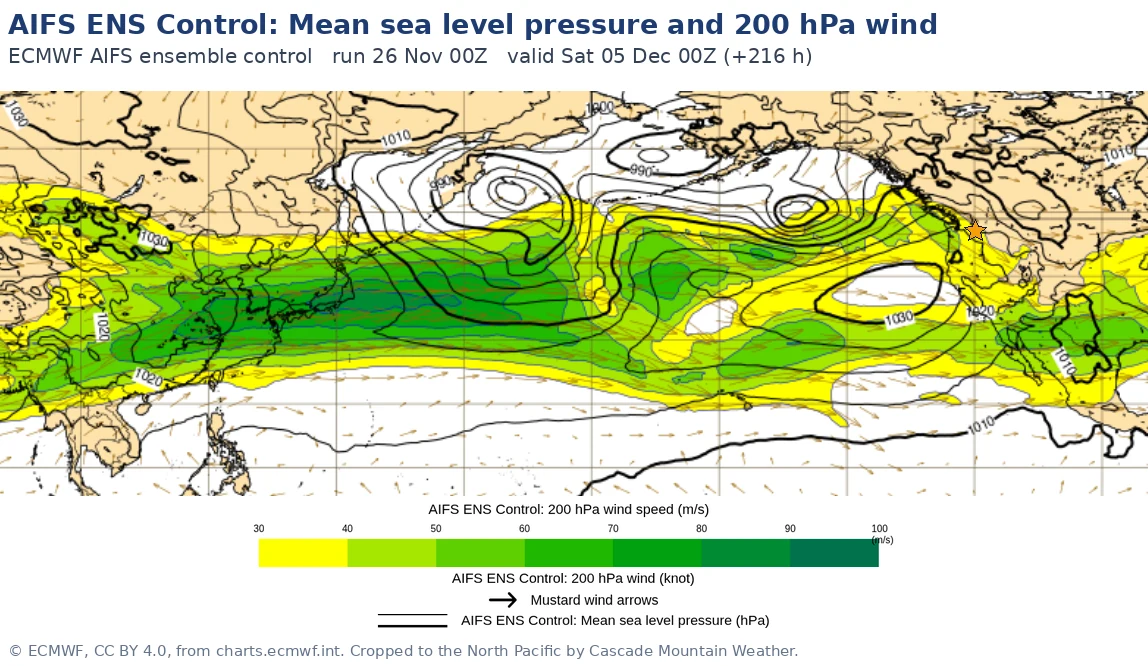 AIFS ENS Control: Mean sea level pressure and 200 hPa wind
ECMWF AIFS ensemble control run 26 Nov 00Z valid Sat 05 Dec 00Z (+216 h)
1030
1010
1000
990
990
1010
1030
1020
1020
1030
1020
1010
1010
AIFS ENS Control: 200 hPa wind speed (m/s)
30 40 50 60 70 80 90 100
(m/s)
AIFS ENS Control: 200 hPa wind (knot)
Mustard wind arrows
AIFS ENS Control: Mean sea level pressure (hPa)
© ECMWF, CC BY 4.0, from charts.ecmwf.int. Cropped to the North Pacific by Cascade Mountain Weather.